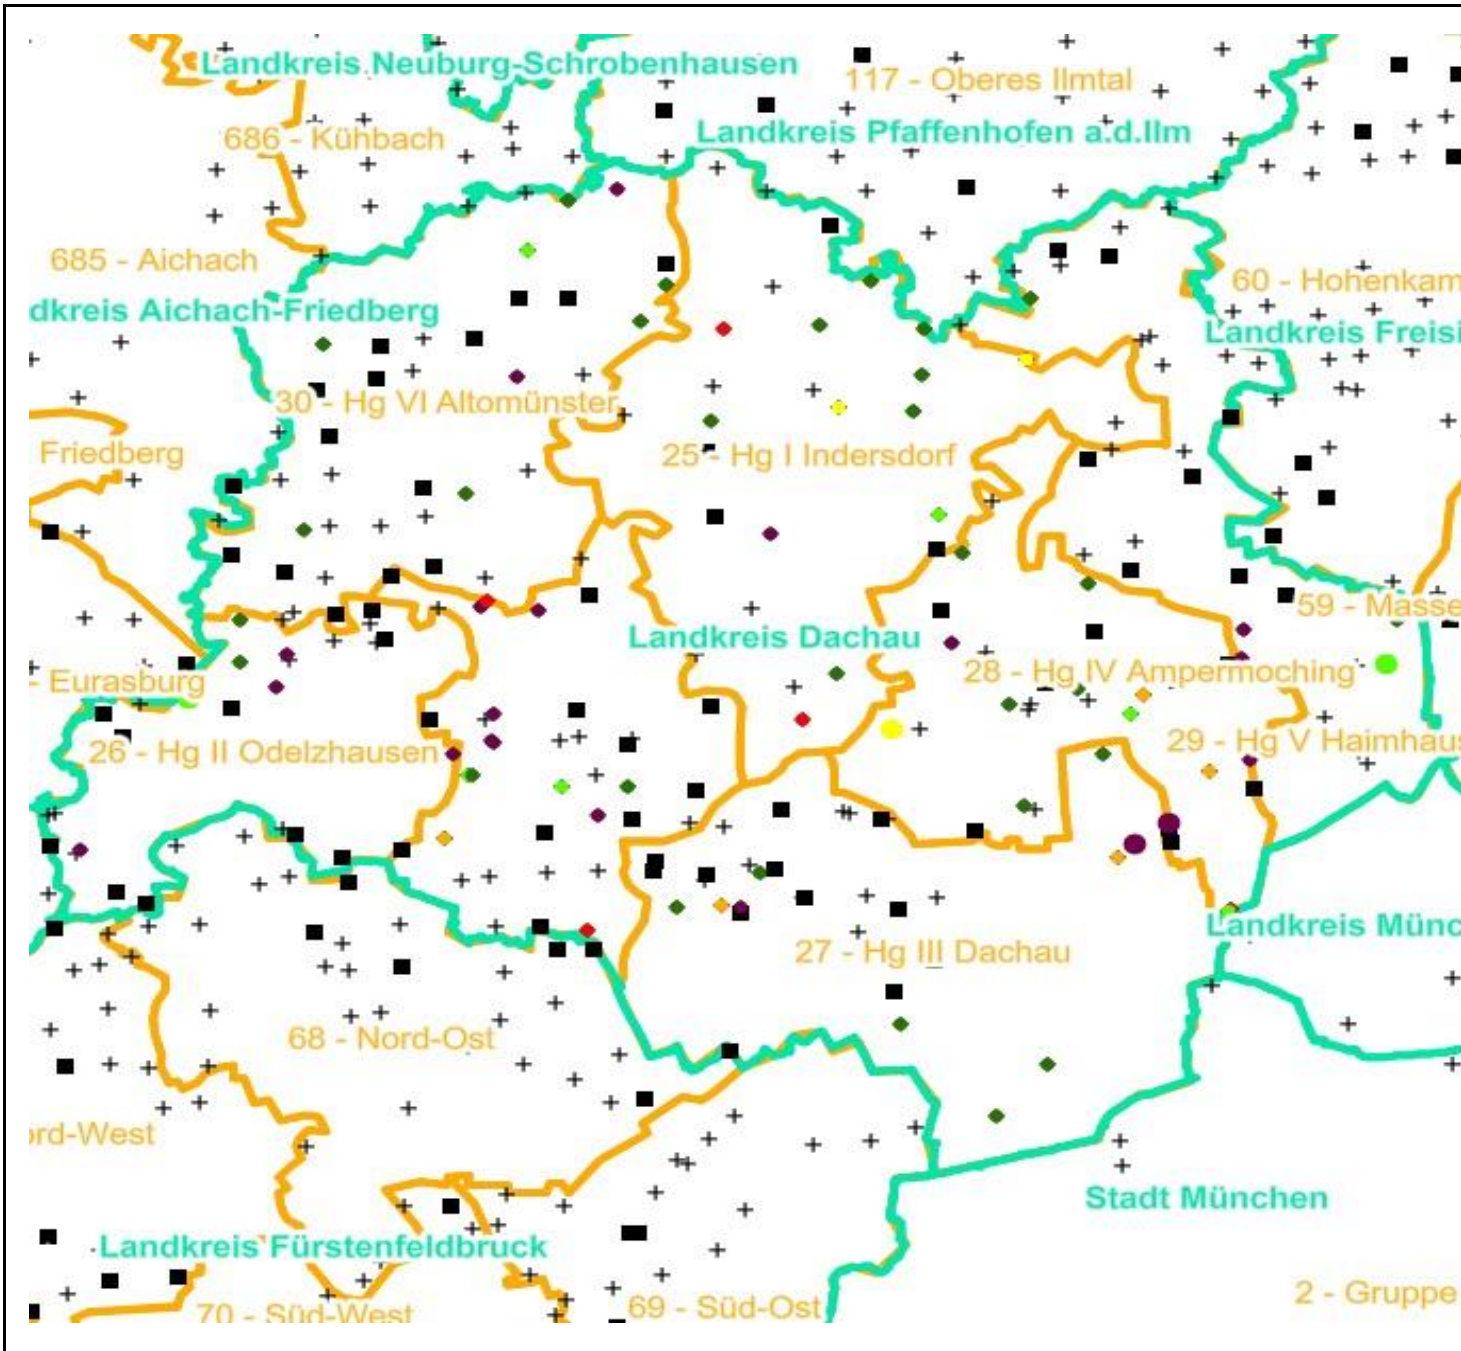 Landkreis Neuburg-Schrobenhausen
117 - Oberes Ilmtal
686 - Kühbach
Landkreis Pfaffenhofen a.d.Ilm
685 - Aichach
60 - Hohenkam
dkreis Aichach-Friedberg
Landkreis Freisi
30 - Hg VI Altomünster
Friedberg
25 - Hg I Indersdorf
59 - Masse
Landkreis Dachau
28 - Hg IV Ampermoching
- Eurasburg
26 - Hg II Odelzhausen
29 - Hg V Haimhaus
Landkreis Münc
27 - Hg III Dachau
68 - Nord-Ost
ord-West
Stadt München
Landkreis Fürstenfeldbruck
2 - Gruppe
70 - Süd-West
69 - Süd-Ost